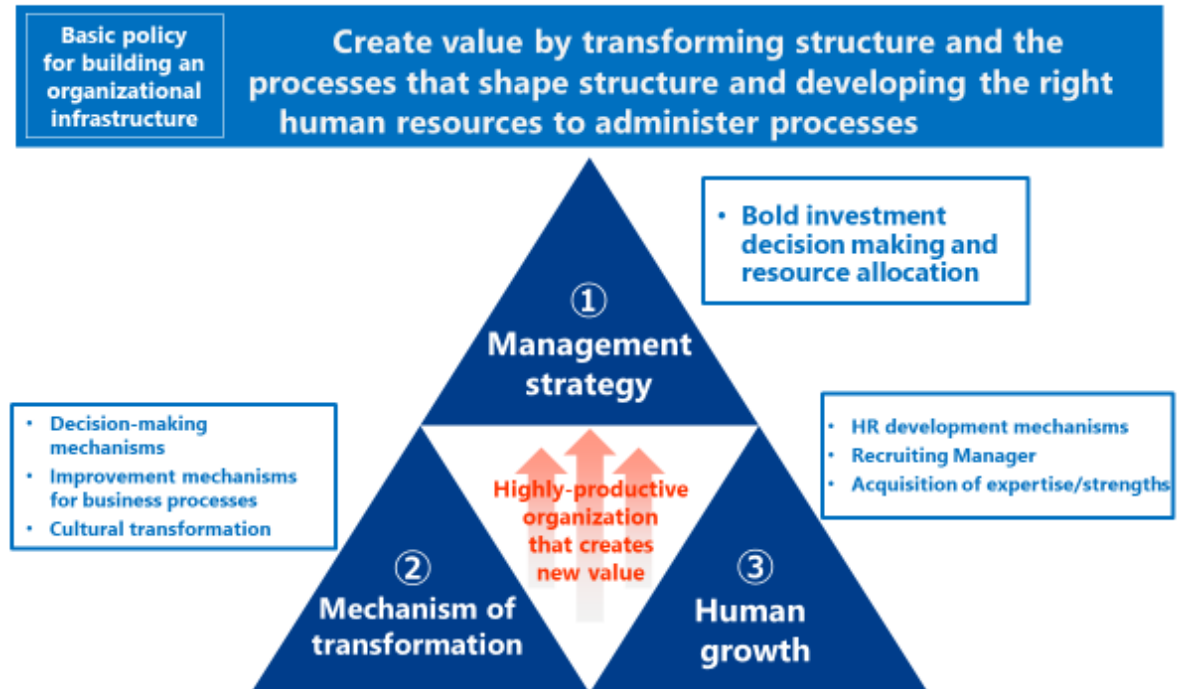 Basic policy
for building an
organizational
infrastructure
Create value by transforming structure and the
processes that shape structure and developing the right
human resources to administer processes
• Bold investment
decision making and
resource allocation
①
Management
strategy
• Decision-making
mechanisms
• Improvement mechanisms
for business processes
• Cultural transformation
• HR development mechanisms
• Recruiting Manager
• Acquisition of expertise/strengths
Highly-productive
organization
that creates
new value
②
Mechanism of
transformation
③
Human
growth